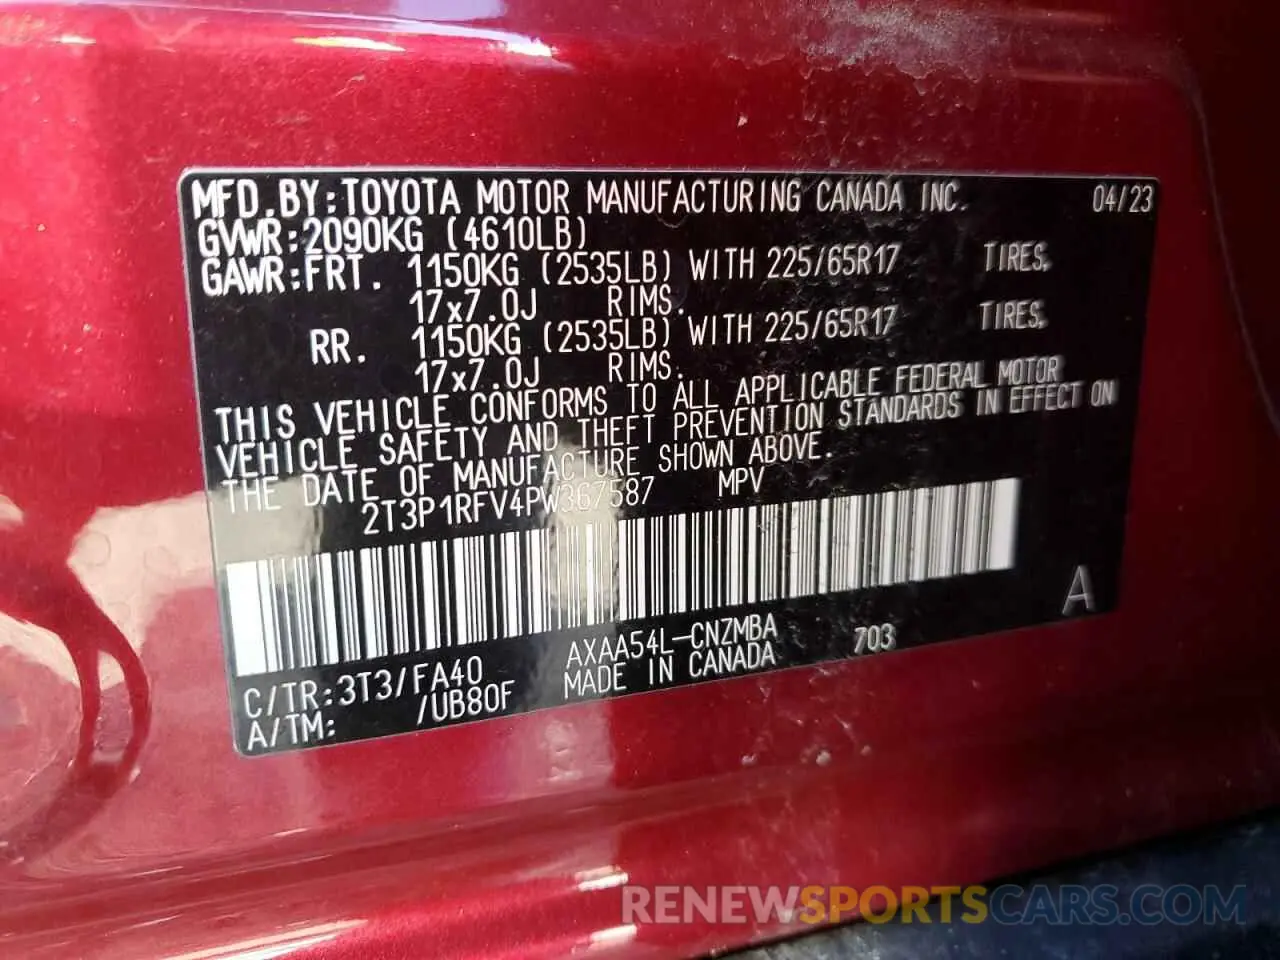 MFD.BY:TOYOTA MOTOR MANUFACTURING CANADA INC. 04/23
GVWR:2090KG (4610LB)
GAWR:FRT. 1150KG (2535LB) WITH 225/65R17 TIRES,
17x7.0J RIMS.
RR. 1150KG (2535LB) WITH 225/65R17 TIRES,
17x7.0J RIMS.
THIS VEHICLE CONFORMS TO ALL APPLICABLE FEDERAL MOTOR
VEHICLE SAFETY AND THEFT PREVENTION STANDARDS IN EFFECT ON
THE DATE OF MANUFACTURE SHOWN ABOVE.
2T3P1RFV4PW367587 MPV
A
C/TR:3T3/FA40 AXAA54L-CNZMBA 703
A/TM: /UB80F MADE IN CANADA
RENEWSPORTSCARS.COM